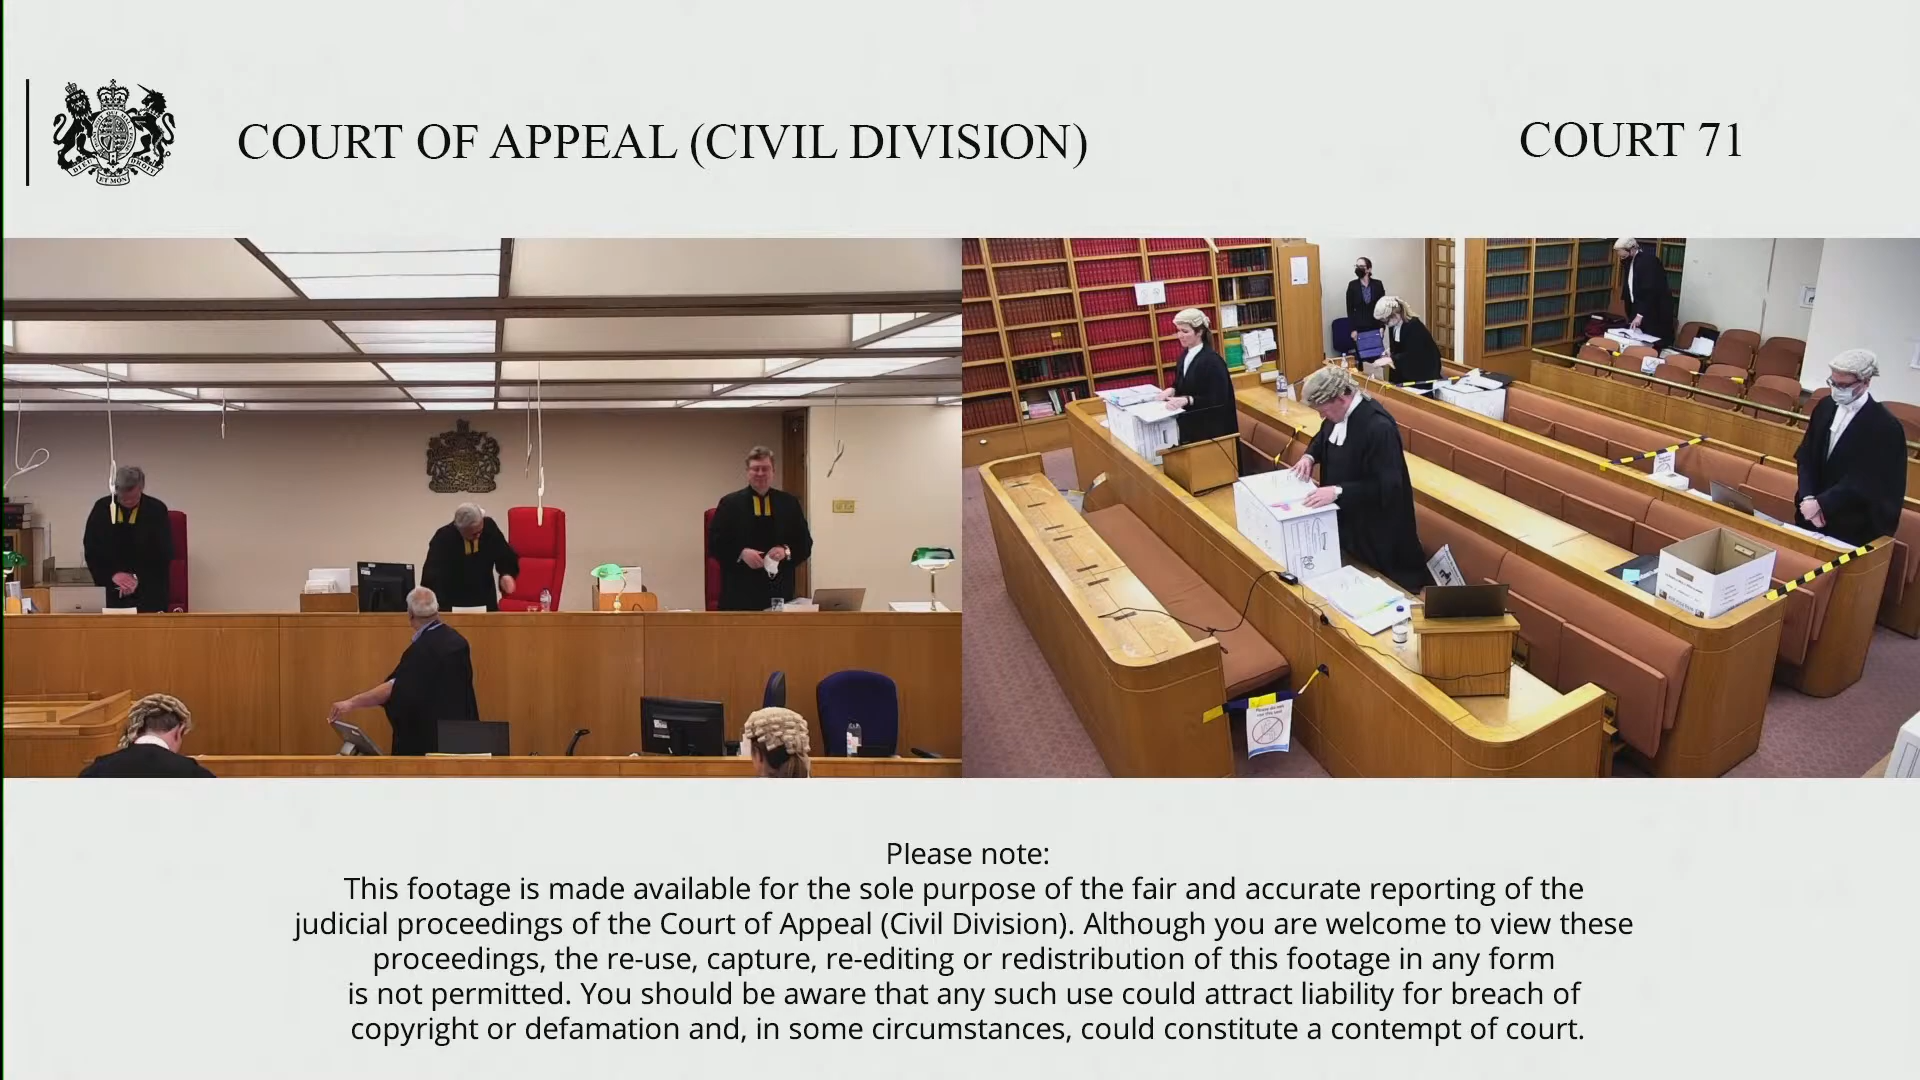 COURT OF APPEAL (CIVIL DIVISION)
COURT 71
DIEU ET MON DROIT
Please note:
This footage is made available for the sole purpose of the fair and accurate reporting of the
judicial proceedings of the Court of Appeal (Civil Division). Although you are welcome to view these
proceedings, the re-use, capture, re-editing or redistribution of this footage in any form
is not permitted. You should be aware that any such use could attract liability for breach of
copyright or defamation and, in some circumstances, could constitute a contempt of court.